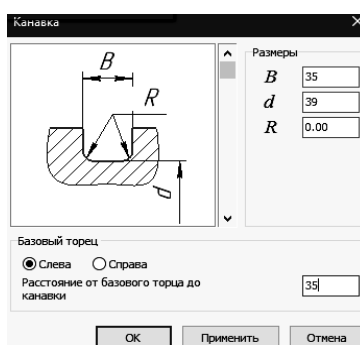 Канавка
B
R
d
Размеры
B 35
d 39
R 0.00
Базовый торец
Слева Справа
Расстояние от базового торца до канавки 35
OK Применить Отмена